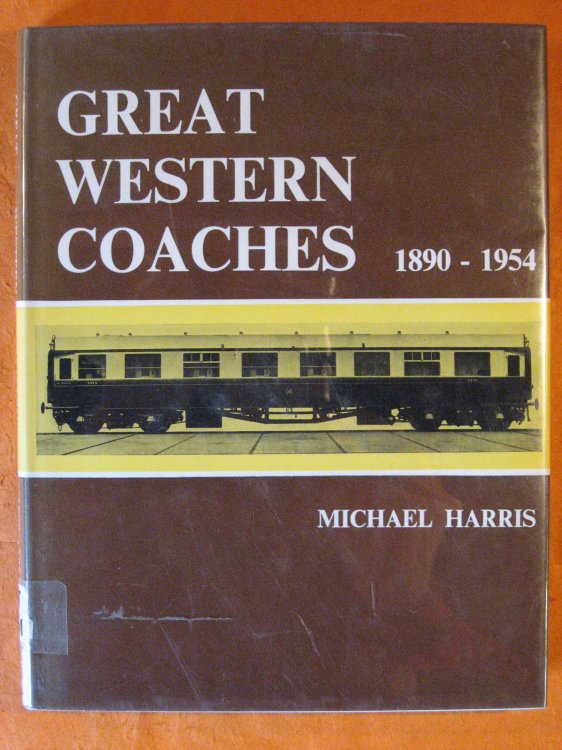 GREAT
WESTERN
COACHES 1890 - 1954
MICHAEL HARRIS